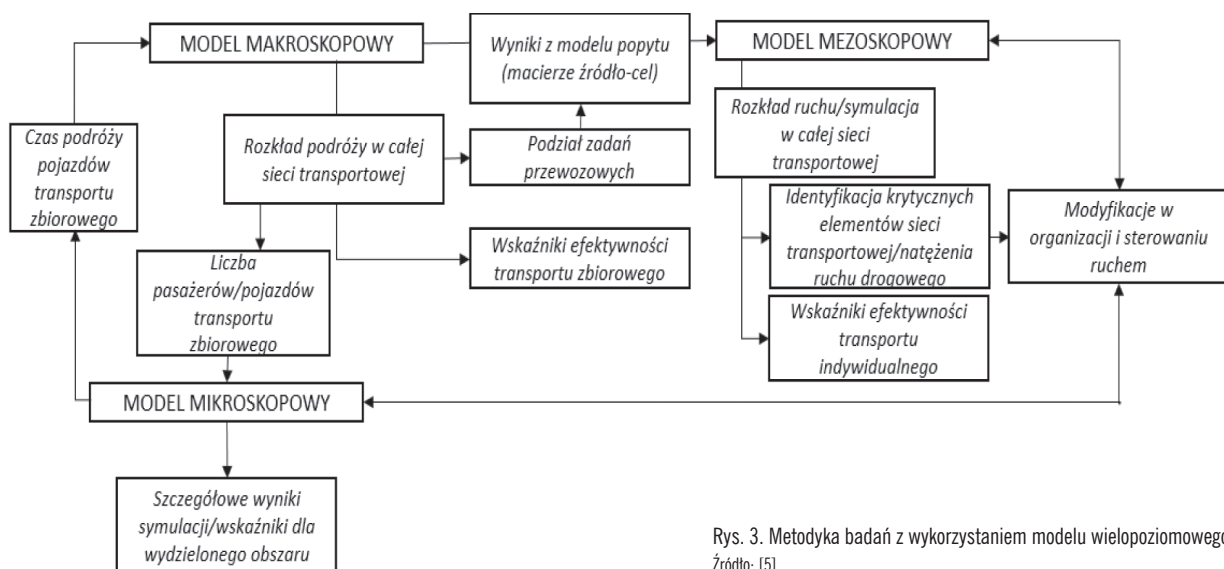 MODEL MAKROSKOPOWY
Wyniki z modelu popytu
(macierze źródło-cel)
MODEL MEZOSKOPOWY
Czas podróży
pojazdów
transportu
zbiorowego
Rozkład podróży w całej
sieci transportowej
Podział zadań
przewozowych
Rozkład ruchu/symulacja
w całej sieci
transportowej
Identyfikacja krytycznych
elementów sieci
transportowej/natężenia
ruchu drogowego
Modyfikacje w
organizacji i sterowaniu
ruchem
Wskaźniki efektywności
transportu zbiorowego
Liczba
pasażerów/pojazdów
transportu
zbiorowego
Wskaźniki efektywności
transportu
indywidualnego
MODEL MIKROSKOPOWY
Szczegółowe wyniki
symulacji/wskaźniki dla
wydzielonego obszaru
Rys. 3. Metodyka badań z wykorzystaniem modelu wielopoziomowego
Źródło: [5]